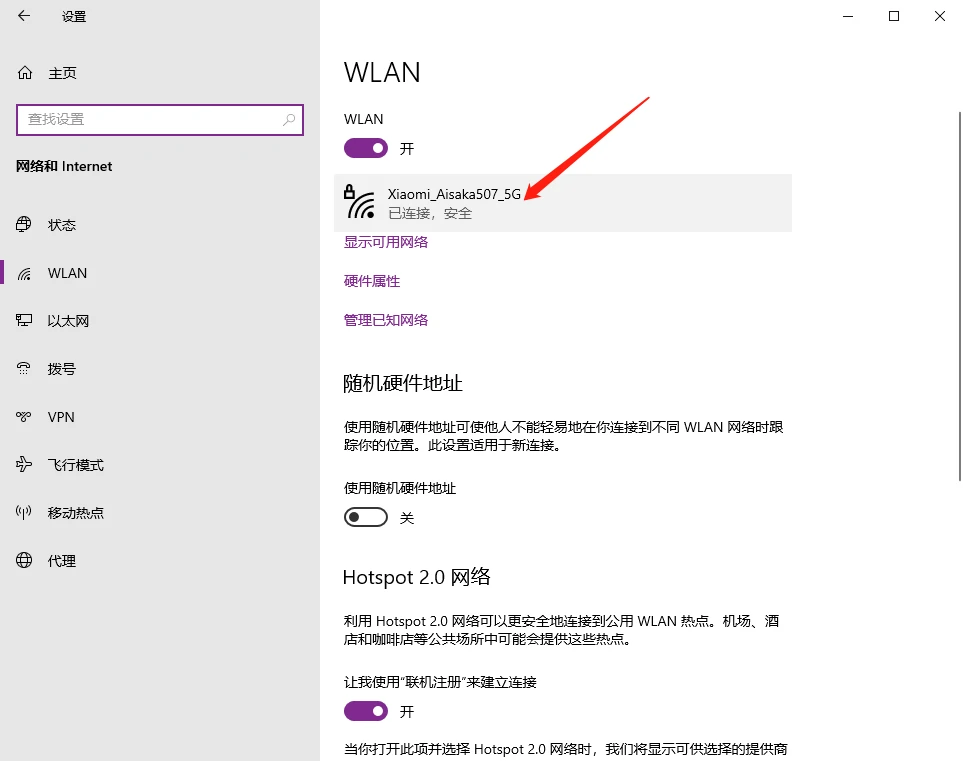 设置
主页
查找设置
网络和 Internet
状态
WLAN
以太网
拨号
VPN
飞行模式
移动热点
代理
WLAN
WLAN
开
Xiaomi_Aisaka507_5G
已连接，安全
显示可用网络
硬件属性
管理已知网络
随机硬件地址
使用随机硬件地址可使他人不能轻易地在你连接到不同 WLAN 网络时跟
踪你的位置。此设置适用于新连接。
使用随机硬件地址
关
Hotspot 2.0 网络
利用 Hotspot 2.0 网络可以更安全地连接到公用 WLAN 热点。机场、酒
店和咖啡店等公共场所中可能会提供这些热点。
让我使用“联机注册”来建立连接
开
当你打开此项并选择 Hotspot 2.0 网络时，我们将显示可供选择的提供商